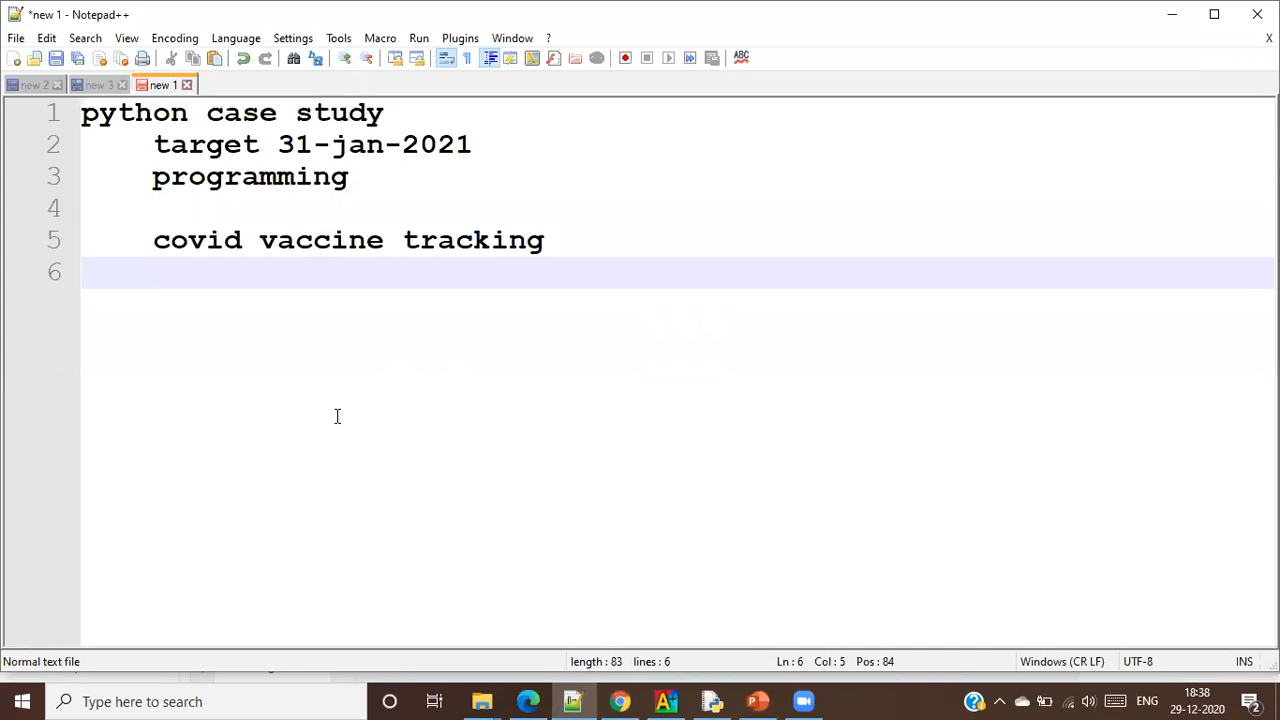 *new 1 - Notepad++
File Edit Search View Encoding Language Settings Tools Macro Run Plugins Window ? X
ABC
new 2 new 3 new 1
1 python case study
2 target 31-jan-2021
3 programming
4
5 covid vaccine tracking
6
Normal text file length : 83 lines : 6 Ln : 6 Col : 5 Pos : 84 Windows (CR LF) UTF-8 INS
Type here to search ENG 18:38
29-12-2020 2